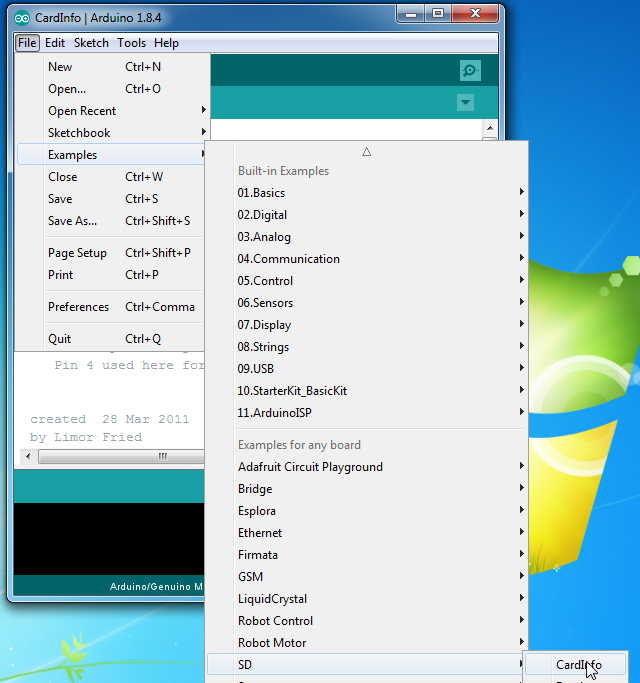 CardInfo | Arduino 1.8.4
File Edit Sketch Tools Help
New Ctrl+N
Open... Ctrl+O
Open Recent
Sketchbook
Examples
Close Ctrl+W
Save Ctrl+S
Save As... Ctrl+Shift+S
Page Setup Ctrl+Shift+P
Print Ctrl+P
Preferences Ctrl+Comma
Quit Ctrl+Q
Pin 4 used here for
created 28 Mar 2011
by Limor Fried
Arduino/Genuino M
Built-in Examples
01.Basics
02.Digital
03.Analog
04.Communication
05.Control
06.Sensors
07.Display
08.Strings
09.USB
10.StarterKit_BasicKit
11.ArduinoISP
Examples for any board
Adafruit Circuit Playground
Bridge
Esplora
Ethernet
Firmata
GSM
LiquidCrystal
Robot Control
Robot Motor
SD
CardInfo